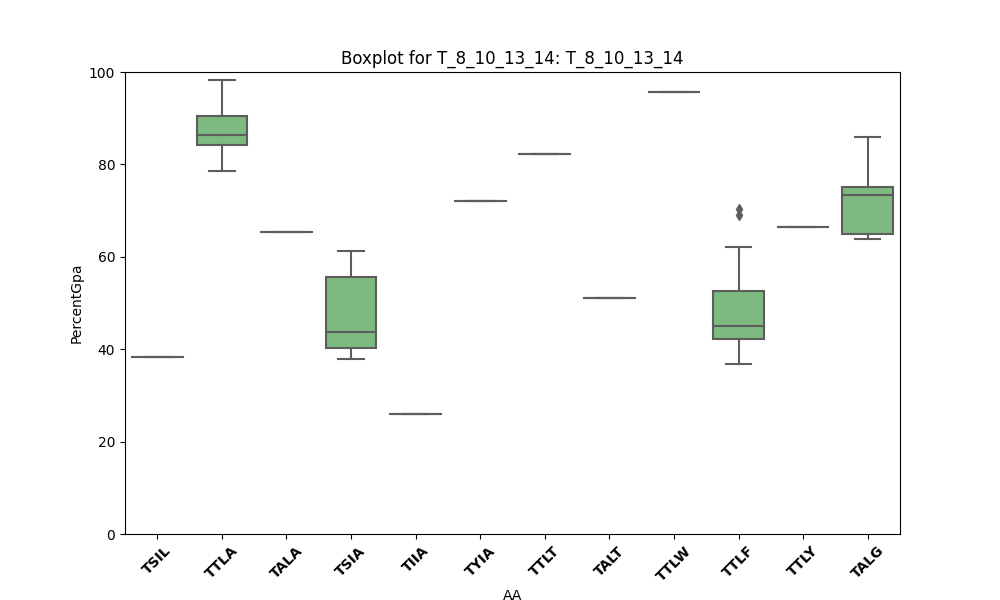 Boxplot for T_8_10_13_14: T_8_10_13_14
100
80
60
40
20
0
PercentGpa
TSIL
TTLA
TALA
TSIA
TIIA
TYIA
TTLT
TALT
TTLW
TTLF
TTLY
TALG
AA